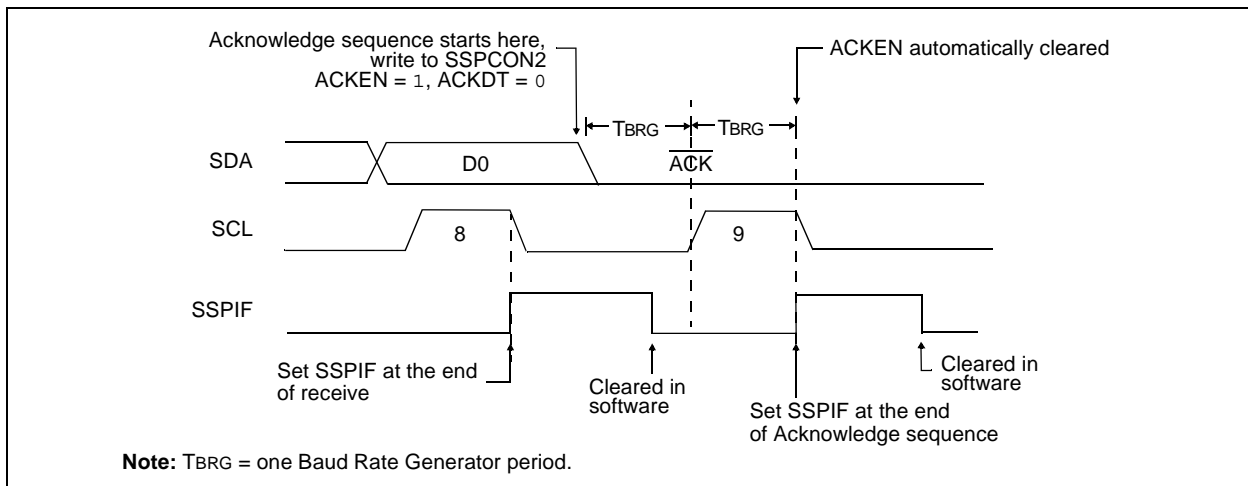 Acknowledge sequence starts here,
write to SSPCON2
ACKEN = 1, ACKDT = 0
ACKEN automatically cleared
TBRG
TBRG
SDA
D0
ACK
SCL
8
9
SSPIF
Set SSPIF at the end
of receive
Cleared in
software
Set SSPIF at the end
of Acknowledge sequence
Cleared in
software
Note: TBRG = one Baud Rate Generator period.